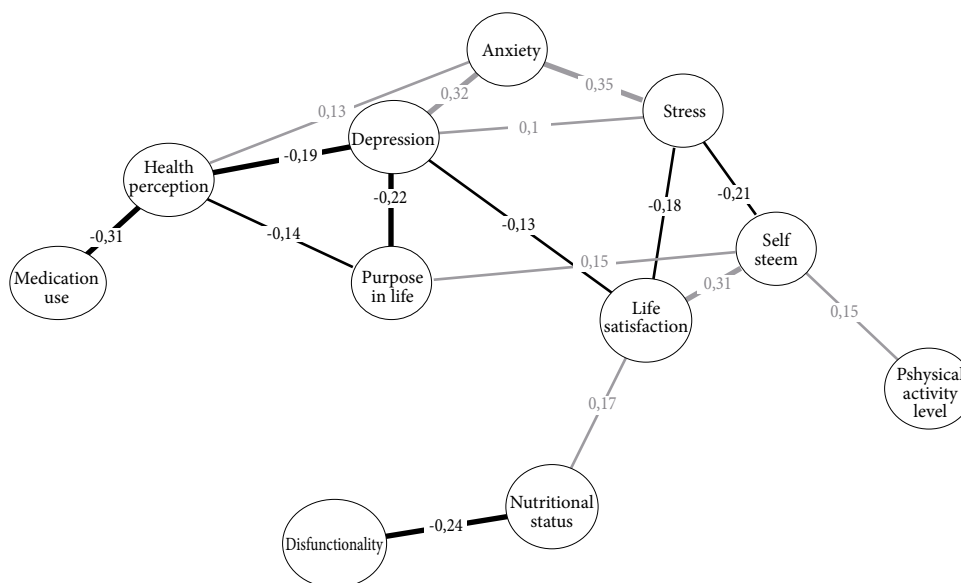 Anxiety
0,13
0,32
0,35
Stress
Depression
0,1
Health
perception
-0,19
-0,22
-0,13
-0,18
-0,21
-0,31
-0,14
Self
steem
Medication
use
Purpose
in life
0,15
0,31
Life
satisfaction
0,15
Pshysical
activity
level
0,17
Nutritional
status
-0,24
Disfunctionality